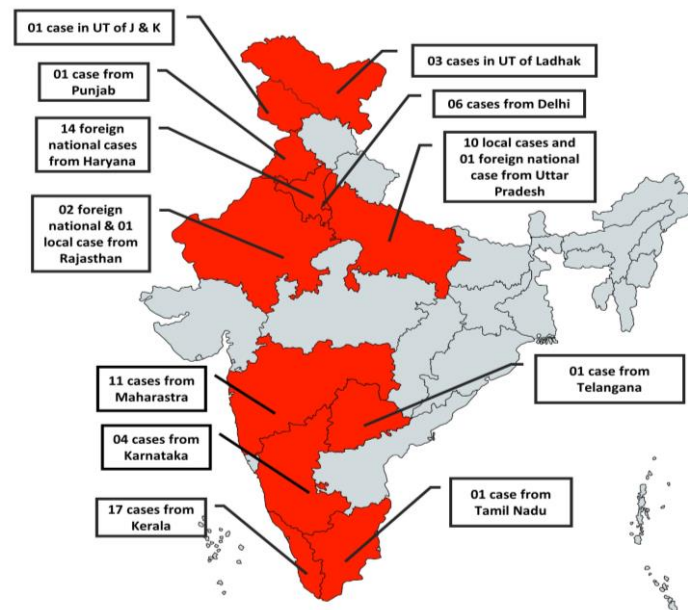 01 case in UT of J & K
03 cases in UT of Ladhak
01 case from
Punjab
06 cases from Delhi
14 foreign
national cases
from Haryana
10 local cases and
01 foreign national
case from Uttar
Pradesh
02 foreign
national & 01
local case from
Rajasthan
11 cases from
Maharastra
01 case from
Telangana
04 cases from
Karnataka
17 cases from
Kerala
01 case from
Tamil Nadu